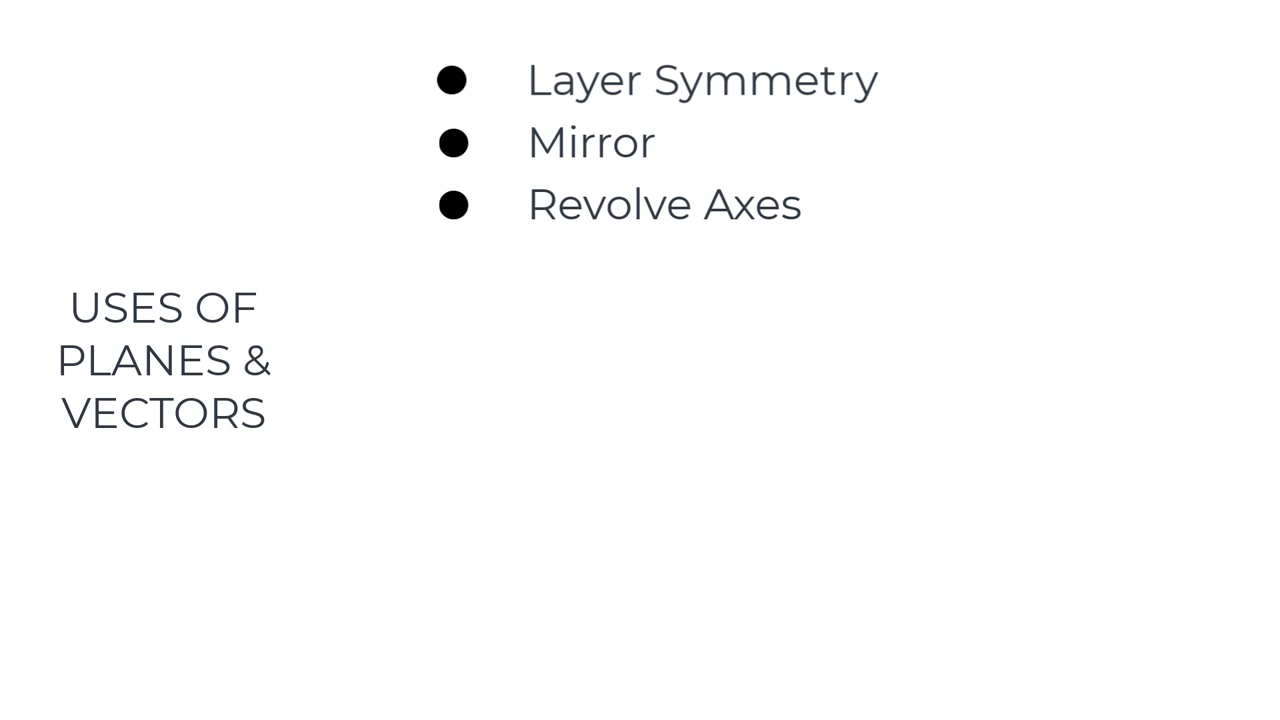 USES OF
PLANES &
VECTORS
● Layer Symmetry
● Mirror
● Revolve Axes